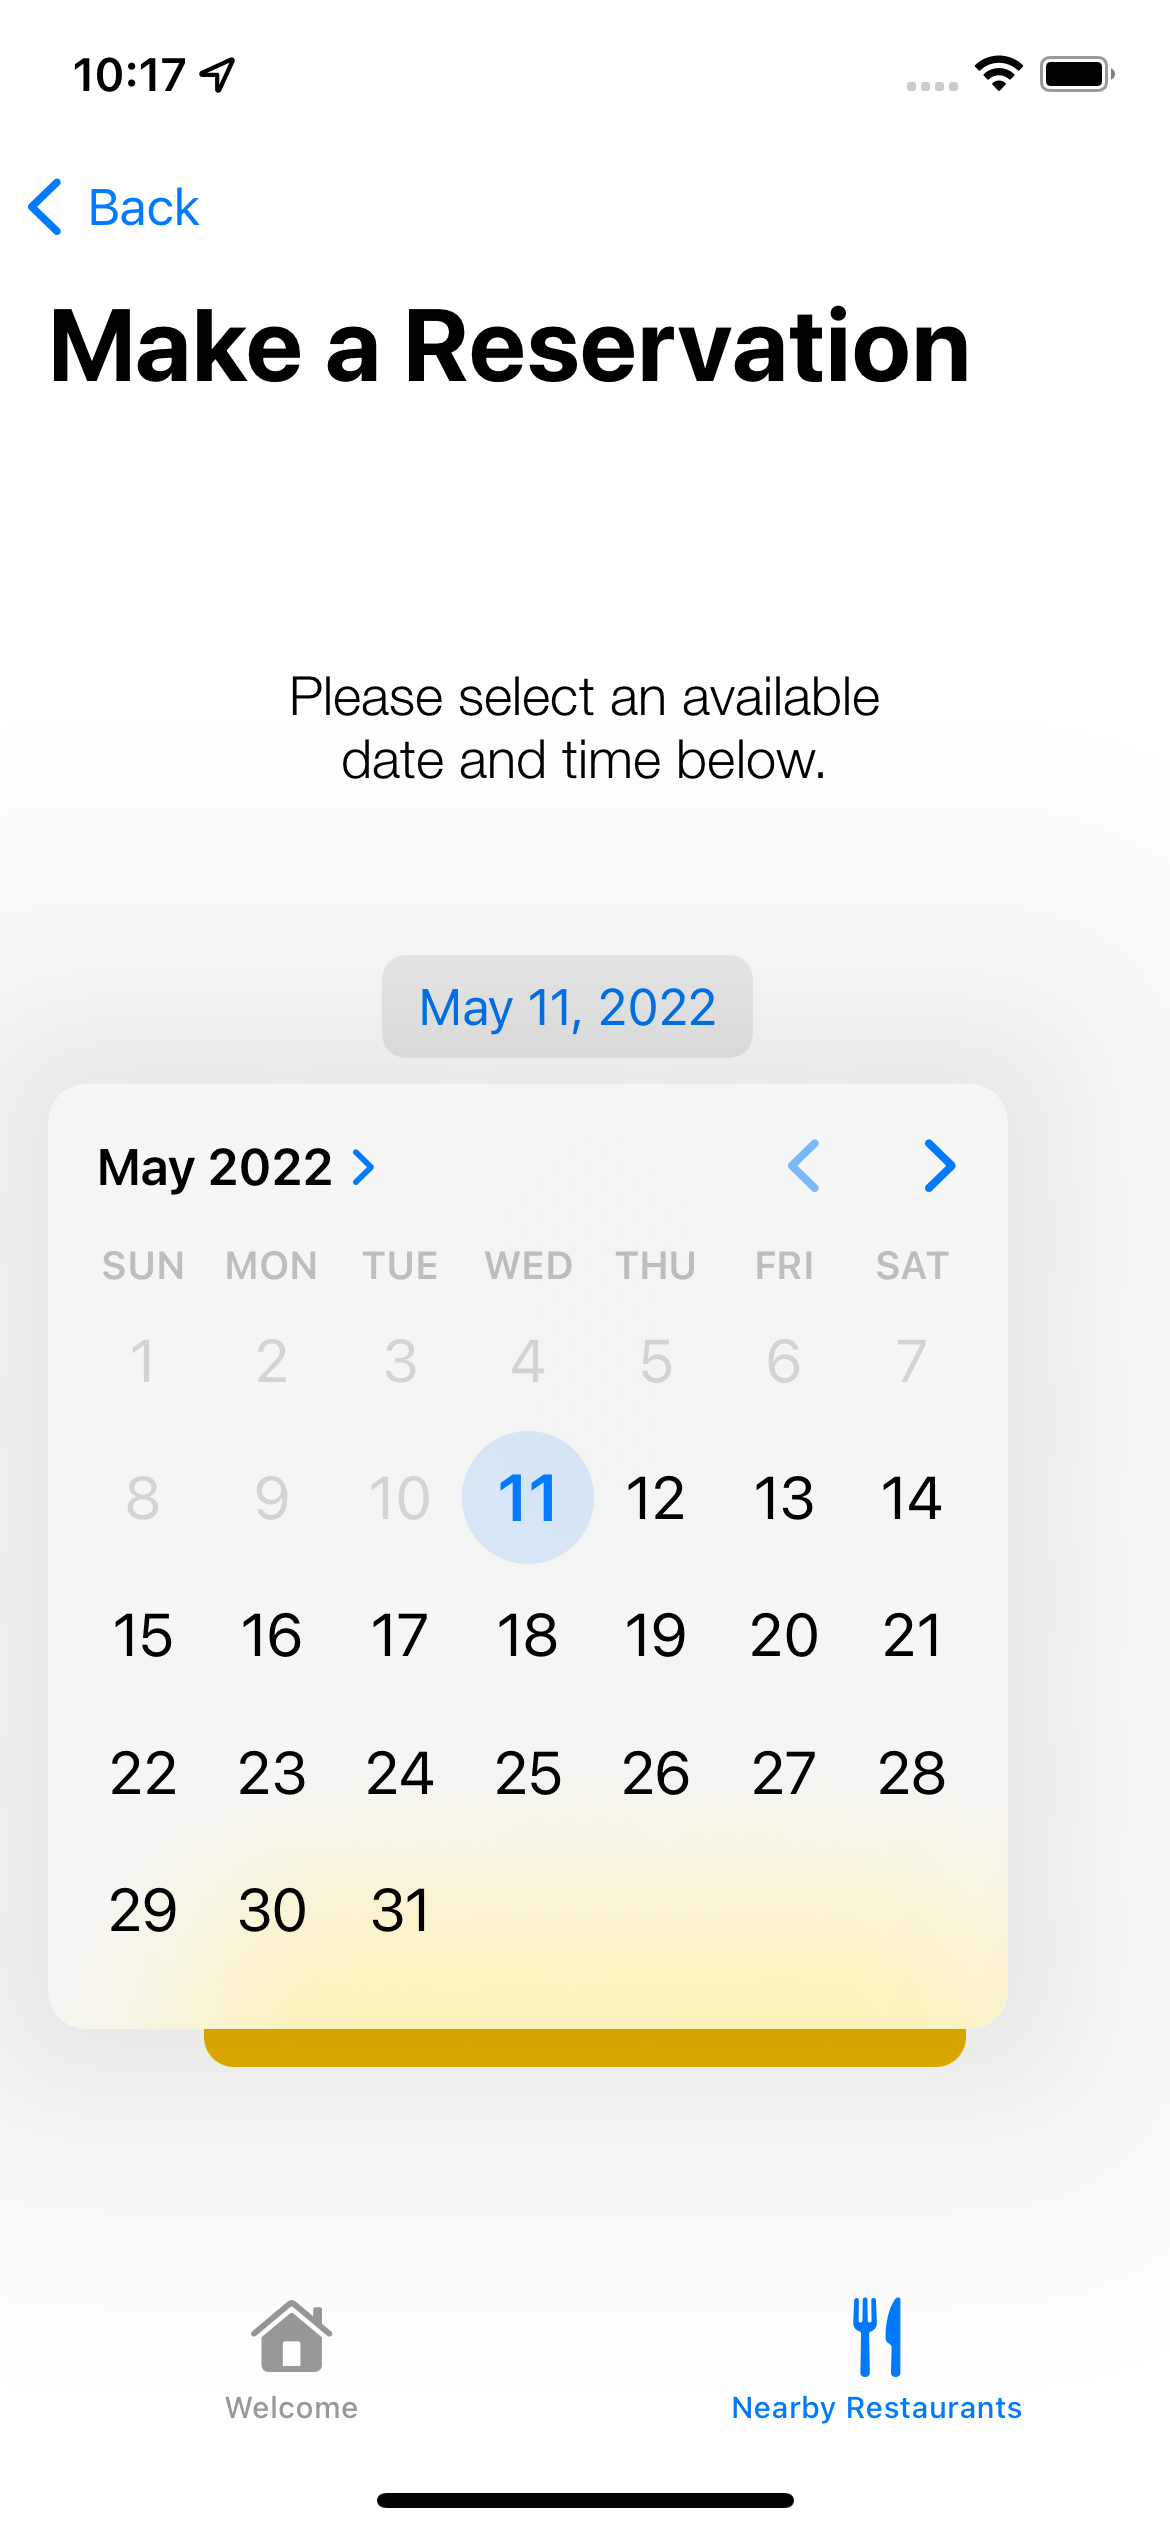 10:17
Back
Make a Reservation
Please select an available
date and time below.
May 11, 2022
May 2022
SUN MON TUE WED THU FRI SAT
1 2 3 4 5 6 7
8 9 10 11 12 13 14
15 16 17 18 19 20 21
22 23 24 25 26 27 28
29 30 31
Welcome Nearby Restaurants